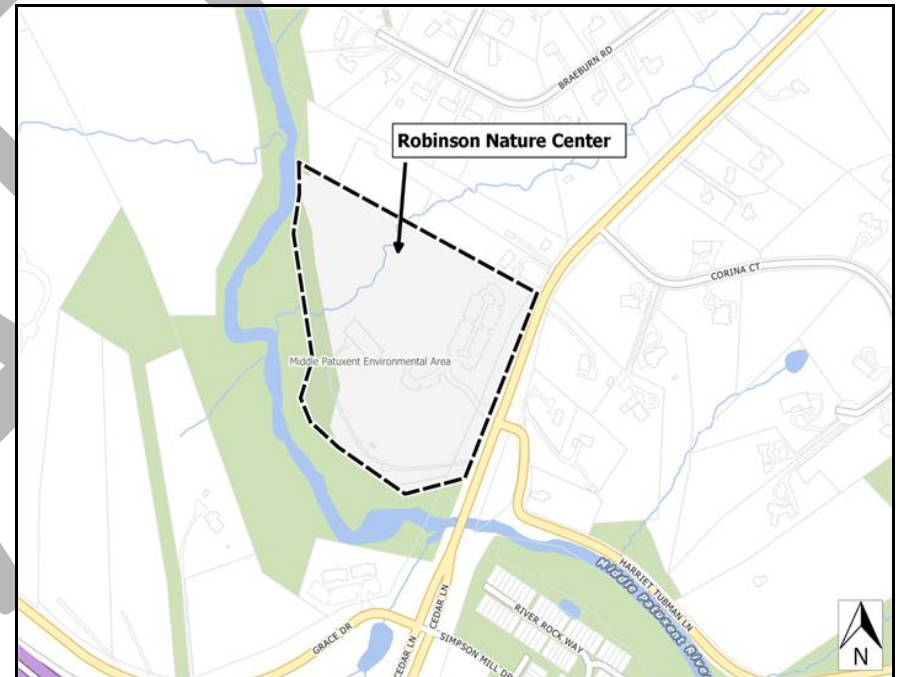 BRAEBURN RD
Robinson Nature Center
CORINA CT
Middle Patuxent Environmental Area
HARRIET TUBMAN LN
Middle Patuxent River
CEDAR LN
RIVER ROCK WAY
GRACE DR
CEDAR LN
SIMPSON MILL DR
N